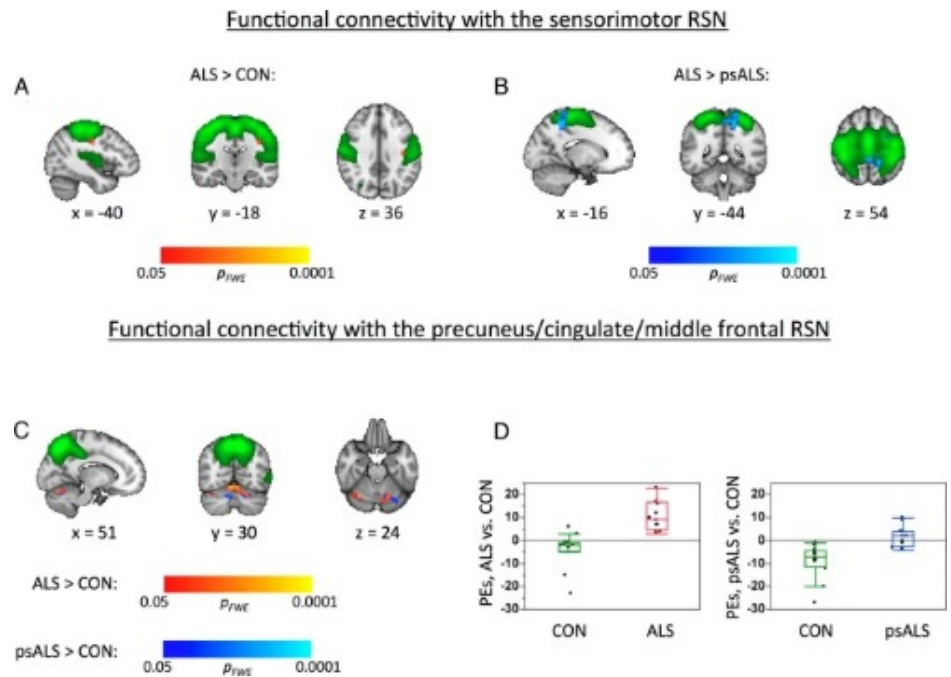 Functional connectivity with the sensorimotor RSN
A
ALS > CON:
B
ALS > psALS:
x = -40
y = -18
z = 36
x = -16
y = -44
z = 54
0.05
pFWE
0.0001
0.05
pFWE
0.0001
Functional connectivity with the precuneus/cingulate/middle frontal RSN
C
D
x = 51
y = 30
z = 24
ALS > CON:
0.05
pFWE
0.0001
psALS > CON:
0.05
pFWE
0.0001
PEs, ALS vs. CON
20
10
0
-10
-20
-30
CON
ALS
PEs, psALS vs. CON
20
10
0
-10
-20
-30
CON
psALS